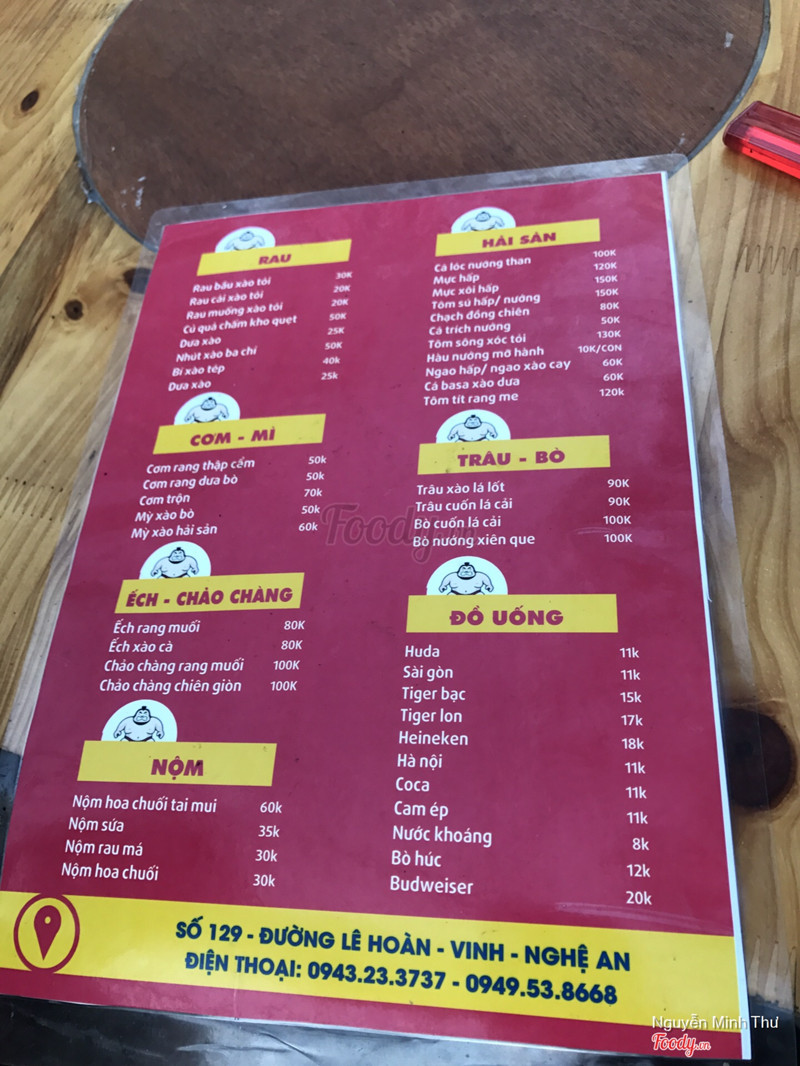 RAU
Rau bầu xào tỏi 30K
Rau cải xào tỏi 20K
Rau muống xào tỏi 20K
Củ quả chấm kho quẹt 50K
Dưa xào 25K
Nhút xào ba chỉ 50K
Bí xào tép 40k
Dưa xào 25k
CƠM - MÌ
Cơm rang thập cẩm 50k
Cơm rang dưa bò 50k
Cơm trộn 70k
Mỳ xào bò 50k
Mỳ xào hải sản 60k
ẾCH - CHẢO CHÀNG
Ếch rang muối 80K
Ếch xào cà 80K
Chảo chàng rang muối 100K
Chảo chàng chiên giòn 100K
NỘM
Nộm hoa chuối tai mui 60k
Nộm sứa 35k
Nộm rau má 30k
Nộm hoa chuối 30k
HẢI SẢN
Cá lóc nướng than 100K
Mực hấp 120K
Mực xôi hấp 150K
Tôm sú hấp/ nướng 150K
Chạch đồng chiên 80K
Cá trích nướng 50K
Tôm sông xóc tỏi 130K
Hàu nướng mỡ hành 10K/CON
Ngao hấp/ ngao xào cay 60K
Cá basa xào dưa 60K
Tôm tít rang me 120k
TRÂU - BÒ
Trâu xào lá lốt 90K
Trâu cuốn lá cải 90K
Bò cuốn lá cải 100K
Bò nướng xiên que 100K
ĐỒ UỐNG
Huda 11k
Sài gòn 11k
Tiger bạc 15k
Tiger lon 17k
Heineken 18k
Hà nội 11k
Coca 11k
Cam ép 11k
Nước khoáng 8k
Bò húc 12k
Budweiser 20k
SỐ 129 - ĐƯỜNG LÊ HOÀN - VINH - NGHỆ AN
ĐIỆN THOẠI: 0943.23.3737 - 0949.53.8668
Foody.vn
Nguyễn Minh Thư
Foody.vn